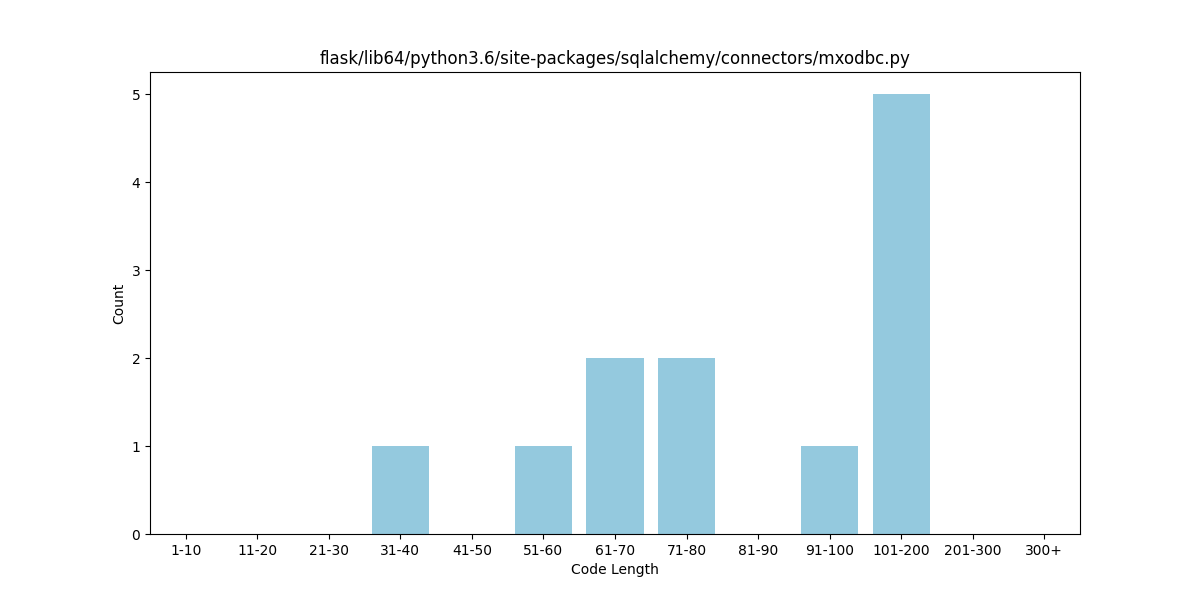 flask/lib64/python3.6/site-packages/sqlalchemy/connectors/mxodbc.py
5
4
3
2
1
0
Count
1-10 11-20 21-30 31-40 41-50 51-60 61-70 71-80 81-90 91-100 101-200 201-300 300+
Code Length